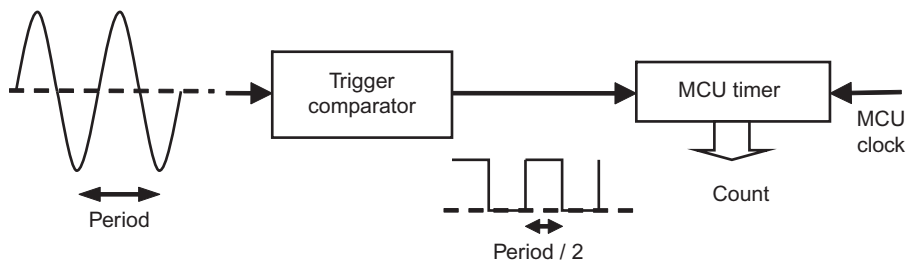 Trigger
comparator
MCU timer
MCU
clock
Count
Period
Period / 2